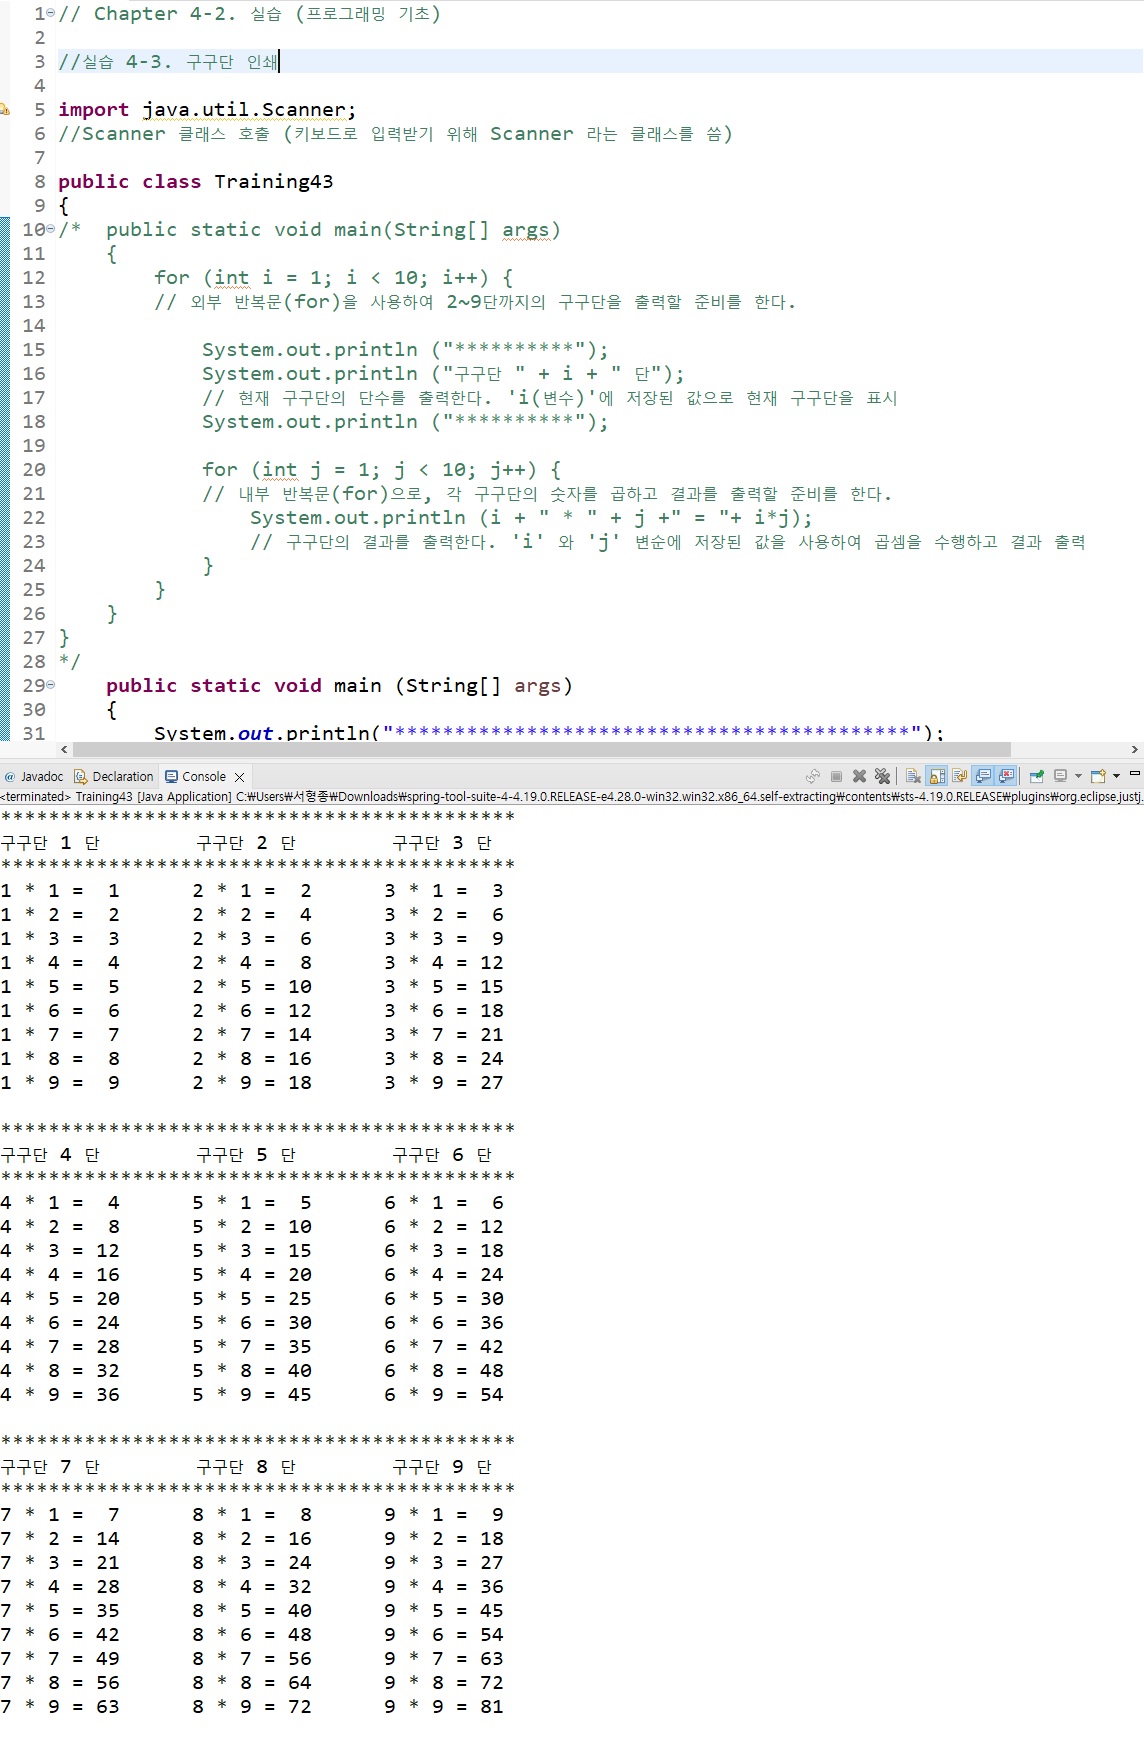 1 // Chapter 4-2. 실습 (프로그래밍 기초)
2
3 //실습 4-3. 구구단 인쇄
4
5 import java.util.Scanner;
6 //Scanner 클래스 호출 (키보드로 입력받기 위해 Scanner 라는 클래스를 씀)
7
8 public class Training43
9 {
10 /*  public static void main(String[] args)
11     {
12         for (int i = 1; i < 10; i++) {
13         // 외부 반복문(for)을 사용하여 2~9단까지의 구구단을 출력할 준비를 한다.
14
15             System.out.println ("**********");
16             System.out.println ("구구단 " + i + " 단");
17             // 현재 구구단의 단수를 출력한다. 'i(변수)'에 저장된 값으로 현재 구구단을 표시
18             System.out.println ("**********");
19
20             for (int j = 1; j < 10; j++) {
21             // 내부 반복문(for)으로, 각 구구단의 숫자를 곱하고 결과를 출력할 준비를 한다.
22                 System.out.println (i + " * " + j +" = "+ i*j);
23                 // 구구단의 결과를 출력한다. 'i' 와 'j' 변순에 저장된 값을 사용하여 곱셈을 수행하고 결과 출력
24             }
25         }
26     }
27 }
28 */
29     public static void main (String[] args)
30     {
31         System.out.println("*******************************************");
@ Javadoc Declaration Console
<terminated> Training43 [Java Application] C:₩Users₩서형종₩Downloads₩spring-tool-suite-4-4.19.0.RELEASE-e4.28.0-win32.win32.x86_64.self-extracting₩contents₩sts-4.19.0.RELEASE₩plugins₩org.eclipse.justj.
*******************************************
구구단 1 단        구구단 2 단        구구단 3 단
*******************************************
1 * 1 =  1      2 * 1 =  2      3 * 1 =  3
1 * 2 =  2      2 * 2 =  4      3 * 2 =  6
1 * 3 =  3      2 * 3 =  6      3 * 3 =  9
1 * 4 =  4      2 * 4 =  8      3 * 4 = 12
1 * 5 =  5      2 * 5 = 10      3 * 5 = 15
1 * 6 =  6      2 * 6 = 12      3 * 6 = 18
1 * 7 =  7      2 * 7 = 14      3 * 7 = 21
1 * 8 =  8      2 * 8 = 16      3 * 8 = 24
1 * 9 =  9      2 * 9 = 18      3 * 9 = 27

*******************************************
구구단 4 단        구구단 5 단        구구단 6 단
*******************************************
4 * 1 =  4      5 * 1 =  5      6 * 1 =  6
4 * 2 =  8      5 * 2 = 10      6 * 2 = 12
4 * 3 = 12      5 * 3 = 15      6 * 3 = 18
4 * 4 = 16      5 * 4 = 20      6 * 4 = 24
4 * 5 = 20      5 * 5 = 25      6 * 5 = 30
4 * 6 = 24      5 * 6 = 30      6 * 6 = 36
4 * 7 = 28      5 * 7 = 35      6 * 7 = 42
4 * 8 = 32      5 * 8 = 40      6 * 8 = 48
4 * 9 = 36      5 * 9 = 45      6 * 9 = 54

*******************************************
구구단 7 단        구구단 8 단        구구단 9 단
*******************************************
7 * 1 =  7      8 * 1 =  8      9 * 1 =  9
7 * 2 = 14      8 * 2 = 16      9 * 2 = 18
7 * 3 = 21      8 * 3 = 24      9 * 3 = 27
7 * 4 = 28      8 * 4 = 32      9 * 4 = 36
7 * 5 = 35      8 * 5 = 40      9 * 5 = 45
7 * 6 = 42      8 * 6 = 48      9 * 6 = 54
7 * 7 = 49      8 * 7 = 56      9 * 7 = 63
7 * 8 = 56      8 * 8 = 64      9 * 8 = 72
7 * 9 = 63      8 * 9 = 72      9 * 9 = 81